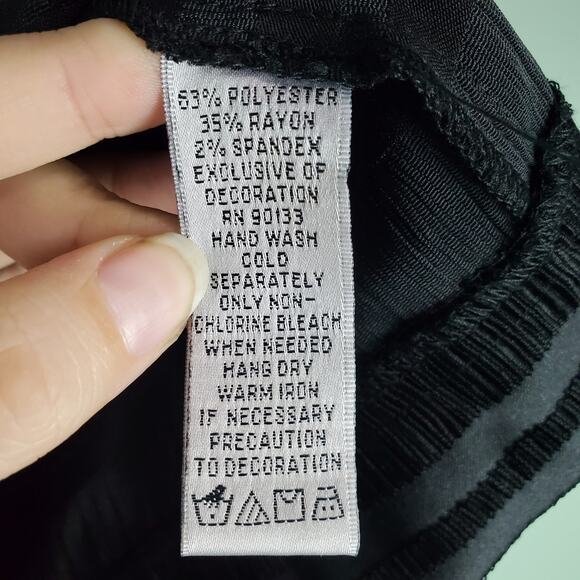 63% POLYESTER
35% RAYON
2% SPANDEX
EXCLUSIVE OF
DECORATION
RN 90133
HAND WASH
COLD
SEPARATELY
ONLY NON-
CHLORINE BLEACH
WHEN NEEDED
HANG DRY
WARM IRON
IF NECESSARY
PRECAUTION
TO DECORATION